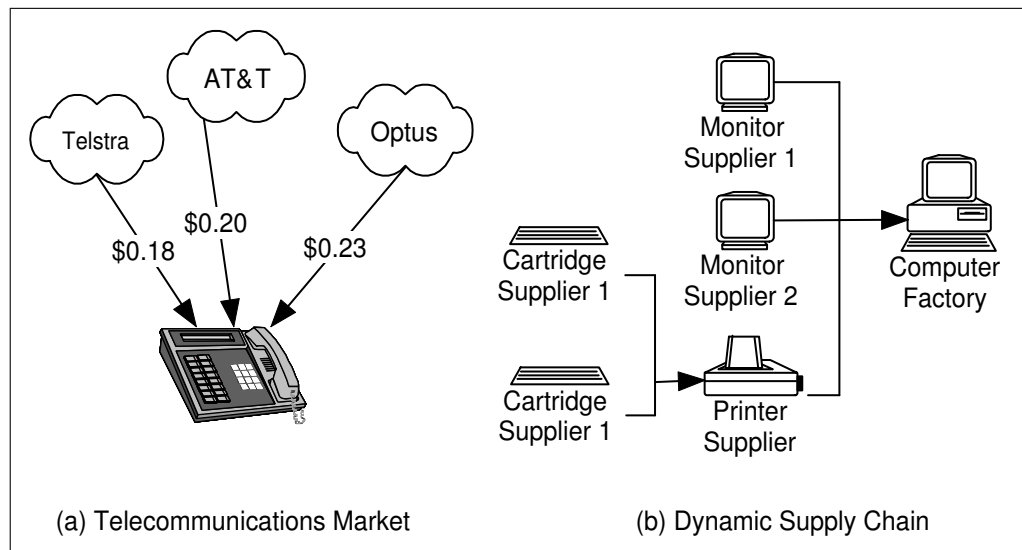 Telstra
AT&T
Optus
$0.18
$0.20
$0.23
(a) Telecommunications Market
Monitor
Supplier 1
Monitor
Supplier 2
Cartridge
Supplier 1
Cartridge
Supplier 1
Printer
Supplier
Computer
Factory
(b) Dynamic Supply Chain